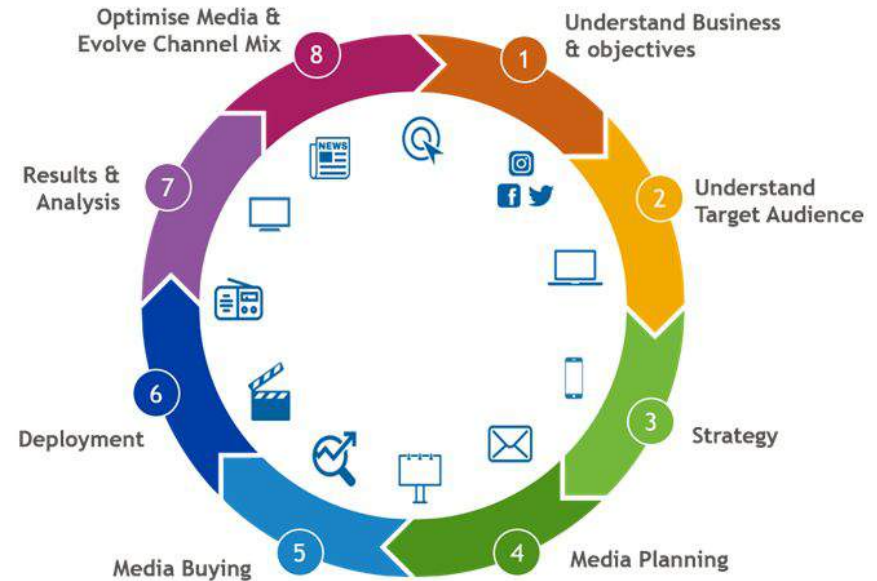 1
Understand Business
& objectives
2
Understand
Target Audience
3
Strategy
4
Media Planning
5
Media Buying
6
Deployment
7
Results &
Analysis
8
Optimise Media &
Evolve Channel Mix
NEWS
f